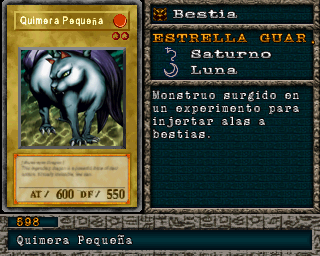 Quimera Pequeña
AT/ 600 DF/ 550
Bestia
ESTRELLA GUAR.
Saturno
Luna
Monstruo surgido en
un experimento para
injertar alas a
bestias.
598
Quimera Pequeña